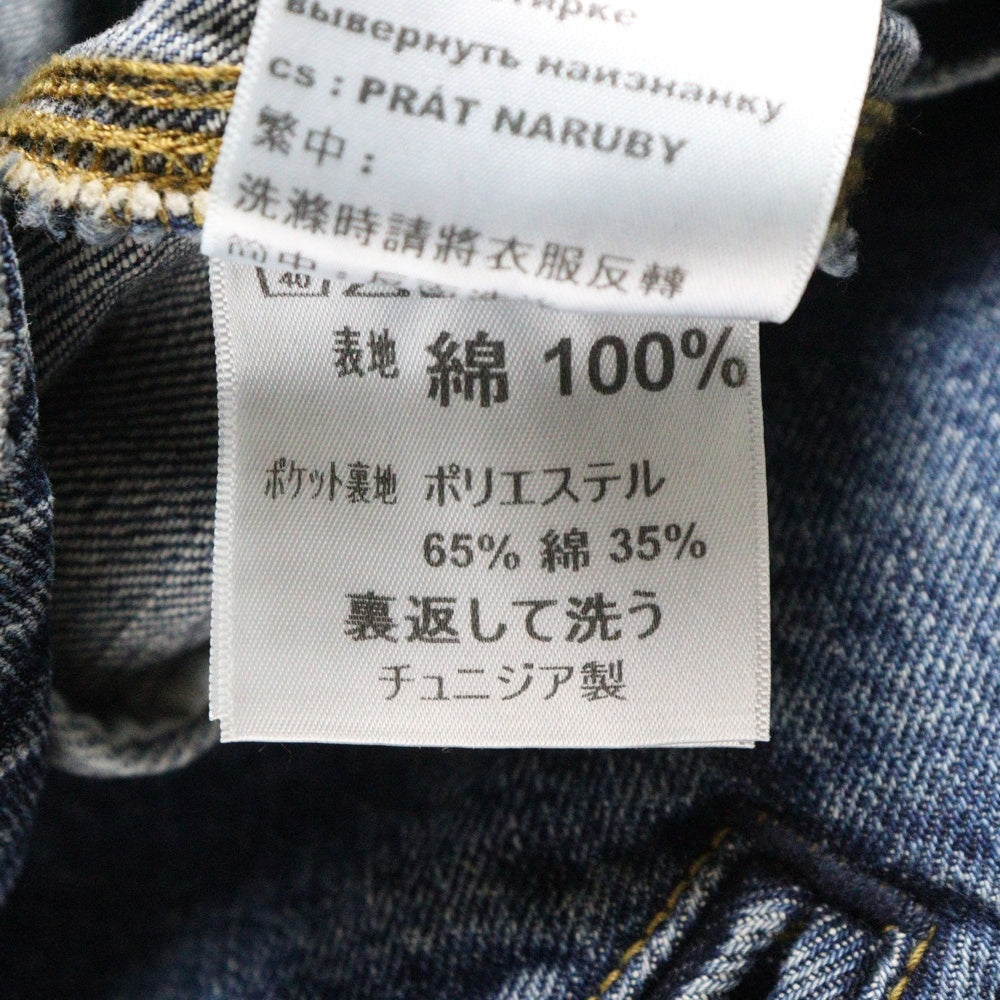 вывернуть наизнанку
cs : PRÁT NARUBY
繁中 :
洗滌時請將衣服反轉
40
表地 綿 100%
ポケット裏地 ポリエステル
65% 綿 35%
裏返して洗う
チュニジア製